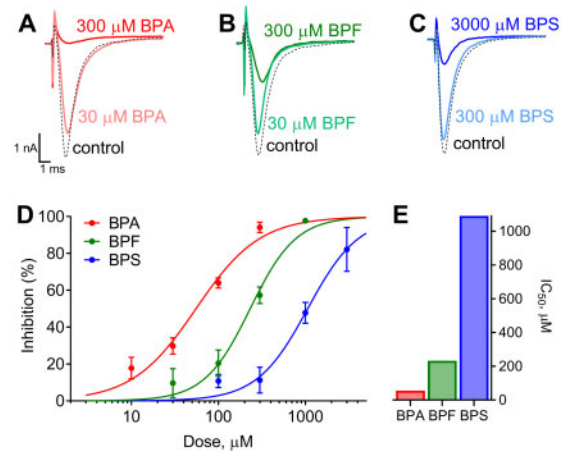 A
300 μM BPA
30 μM BPA
control
1 nA
1 ms
B
300 μM BPF
30 μM BPF
control
C
3000 μM BPS
300 μM BPS
control
D
BPA
BPF
BPS
Inhibition (%)
100
80
60
40
20
0
10
100
1000
Dose, μM
E
1000
800
600
400
200
0
IC50, μM
BPA BPF BPS